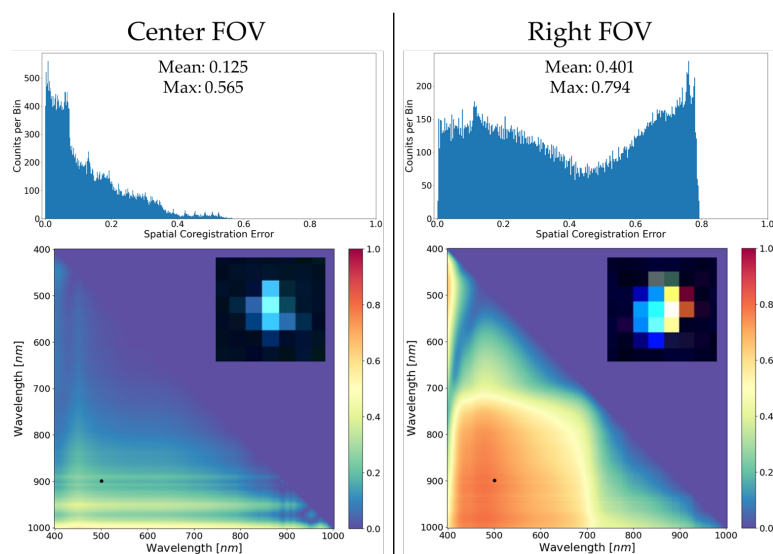 Center FOV
Mean: 0.125
Max: 0.565
Counits per Bin
500
400
300
200
100
0
0.0 0.2 0.4 0.6 0.8 1.0
Spatial Coregistration Error
Wavelength [nm]
400
500
600
700
800
900
1000
400 500 600 700 800 900 1000
Wavelength [nm]
1.0
0.8
0.6
0.4
0.2
0.0
Right FOV
Mean: 0.401
Max: 0.794
Counits per Bin
200
150
100
50
0
0.0 0.2 0.4 0.6 0.8 1.0
Spatial Coregistration Error
Wavelength [nm]
400
500
600
700
800
900
1000
400 500 600 700 800 900 1000
Wavelength [nm]
1.0
0.8
0.6
0.4
0.2
0.0